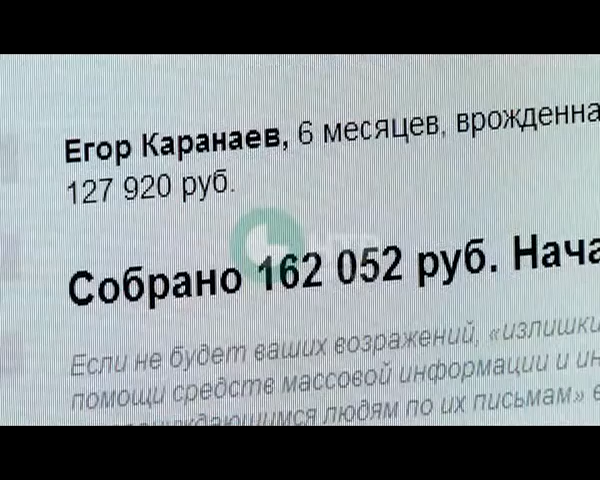 Егор Каранаев, 6 месяцев, врожденна
127 920 руб.
Собрано 162 052 руб. Нача
Если не будет ваших возражений, «излишки
помощи средств массовой информации и ин
людям по их письмам» в